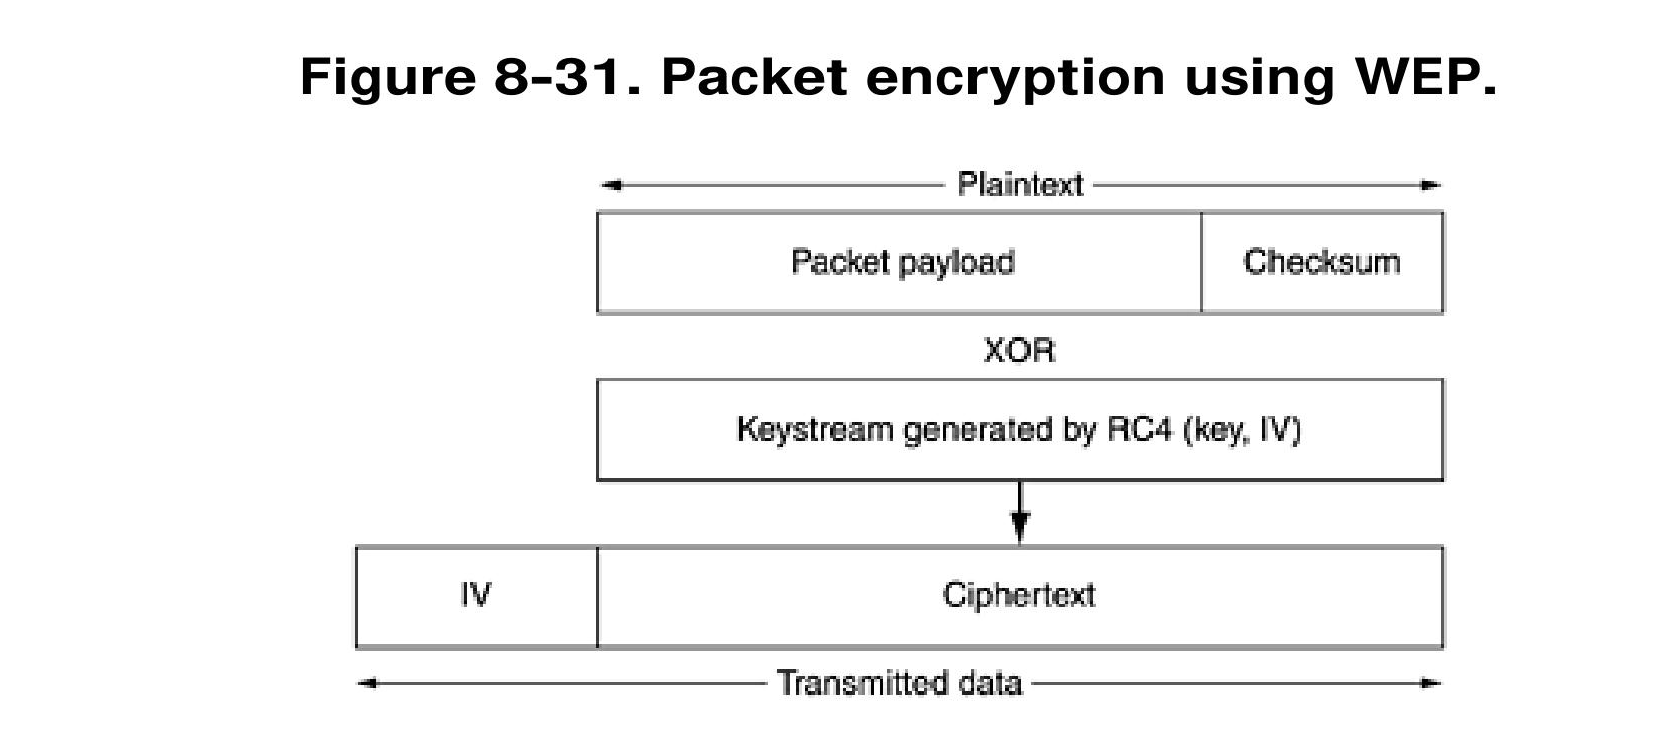 Figure 8-31. Packet encryption using WEP.
Plaintext
Packet payload Checksum
XOR
Keystream generated by RC4 (key, IV)
IV Ciphertext
Transmitted data